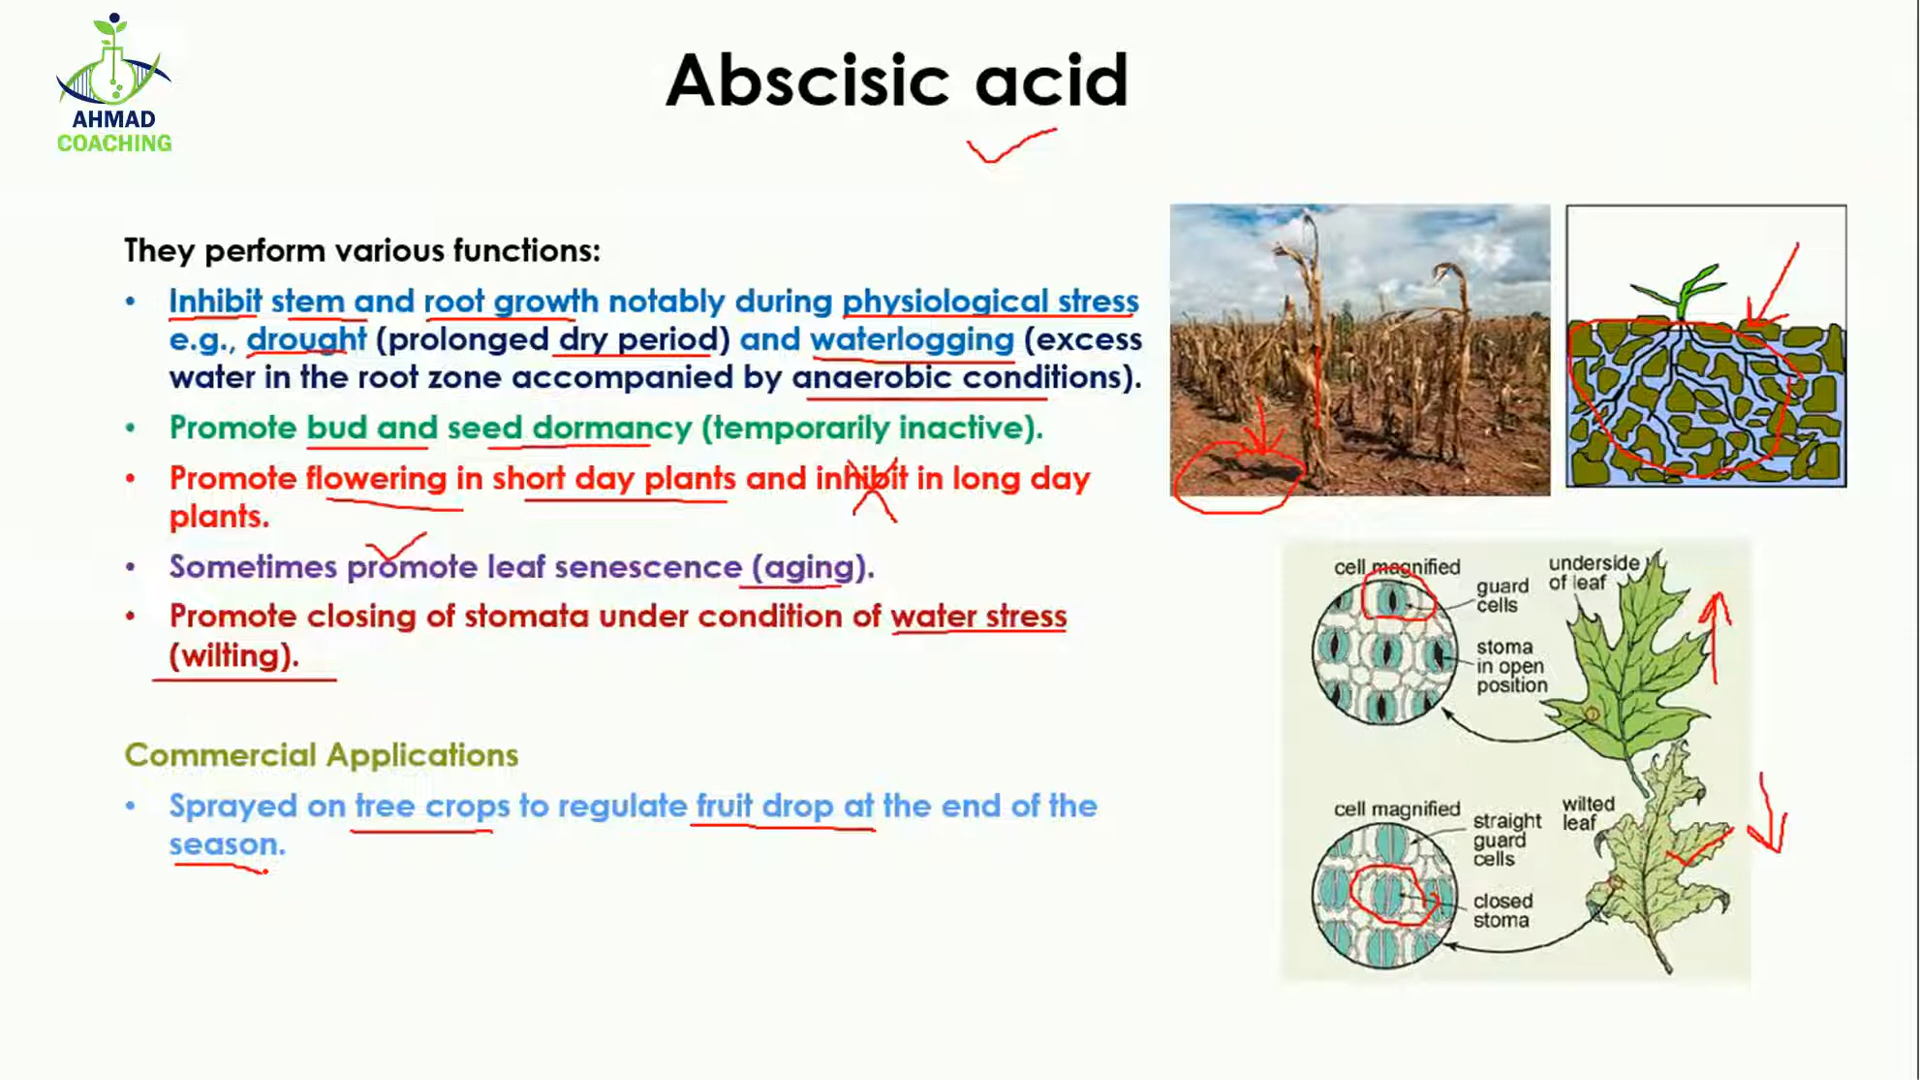 AHMAD
COACHING
Abscisic acid
They perform various functions:
• Inhibit stem and root growth notably during physiological stress
e.g., drought (prolonged dry period) and waterlogging (excess
water in the root zone accompanied by anaerobic conditions).
• Promote bud and seed dormancy (temporarily inactive).
• Promote flowering in short day plants and inhibit in long day
plants.
• Sometimes promote leaf senescence (aging).
• Promote closing of stomata under condition of water stress
(wilting).
Commercial Applications
• Sprayed on tree crops to regulate fruit drop at the end of the
season.
cell magnified
guard
cells
underside
of leaf
stoma
in open
position
cell magnified
straight
guard
cells
wilted
leaf
closed
stoma